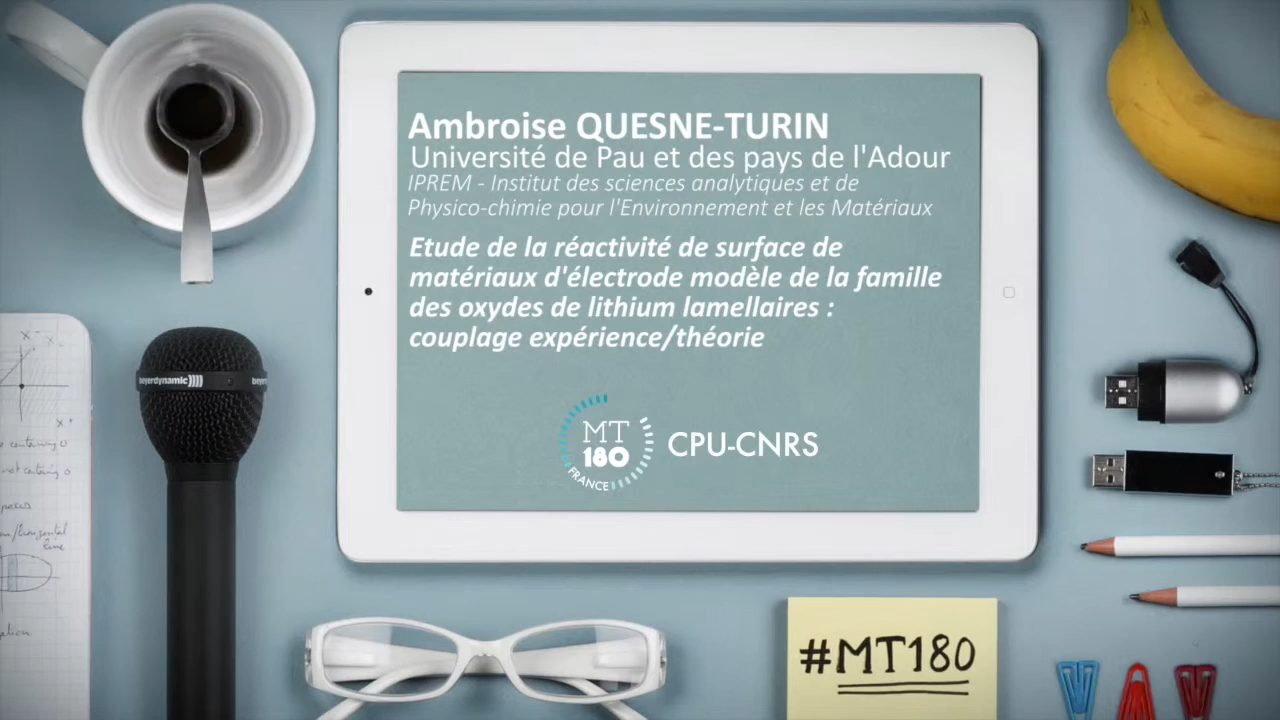 Ambroise QUESNE-TURIN
Université de Pau et des pays de l'Adour
IPREM - Institut des sciences analytiques et de
Physico-chimie pour l'Environnement et les Matériaux
Etude de la réactivité de surface de
matériaux d'électrode modèle de la famille
des oxydes de lithium lamellaires :
couplage expérience/théorie
MT
180
FRANCE
CPU-CNRS
beyerdynamic
#MT180